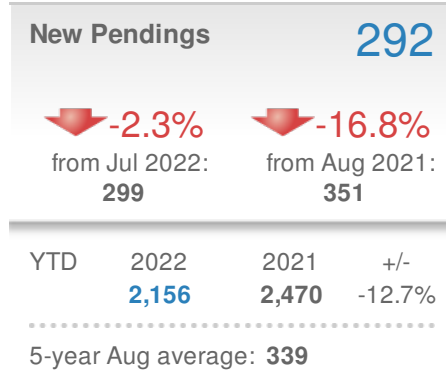 New Pendings 292
-2.3% -16.8%
from Jul 2022: from Aug 2021:
299 351
YTD 2022 2021 +/-
2,156 2,470 -12.7%
5-year Aug average: 339